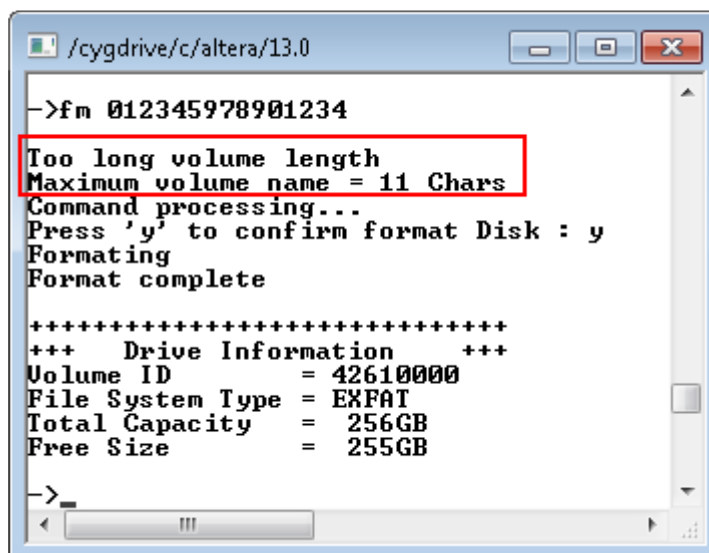 /cygdrive/c/altera/13.0
->fm 012345978901234
Too long volume length
Maximum volume name = 11 Chars
Command processing...
Press 'y' to confirm format Disk : y
Formating
Format complete
++++++++++++++++++++++++++++++
+++ Drive Information +++
Volume ID = 42610000
File System Type = EXFAT
Total Capacity = 256GB
Free Size = 255GB
->_